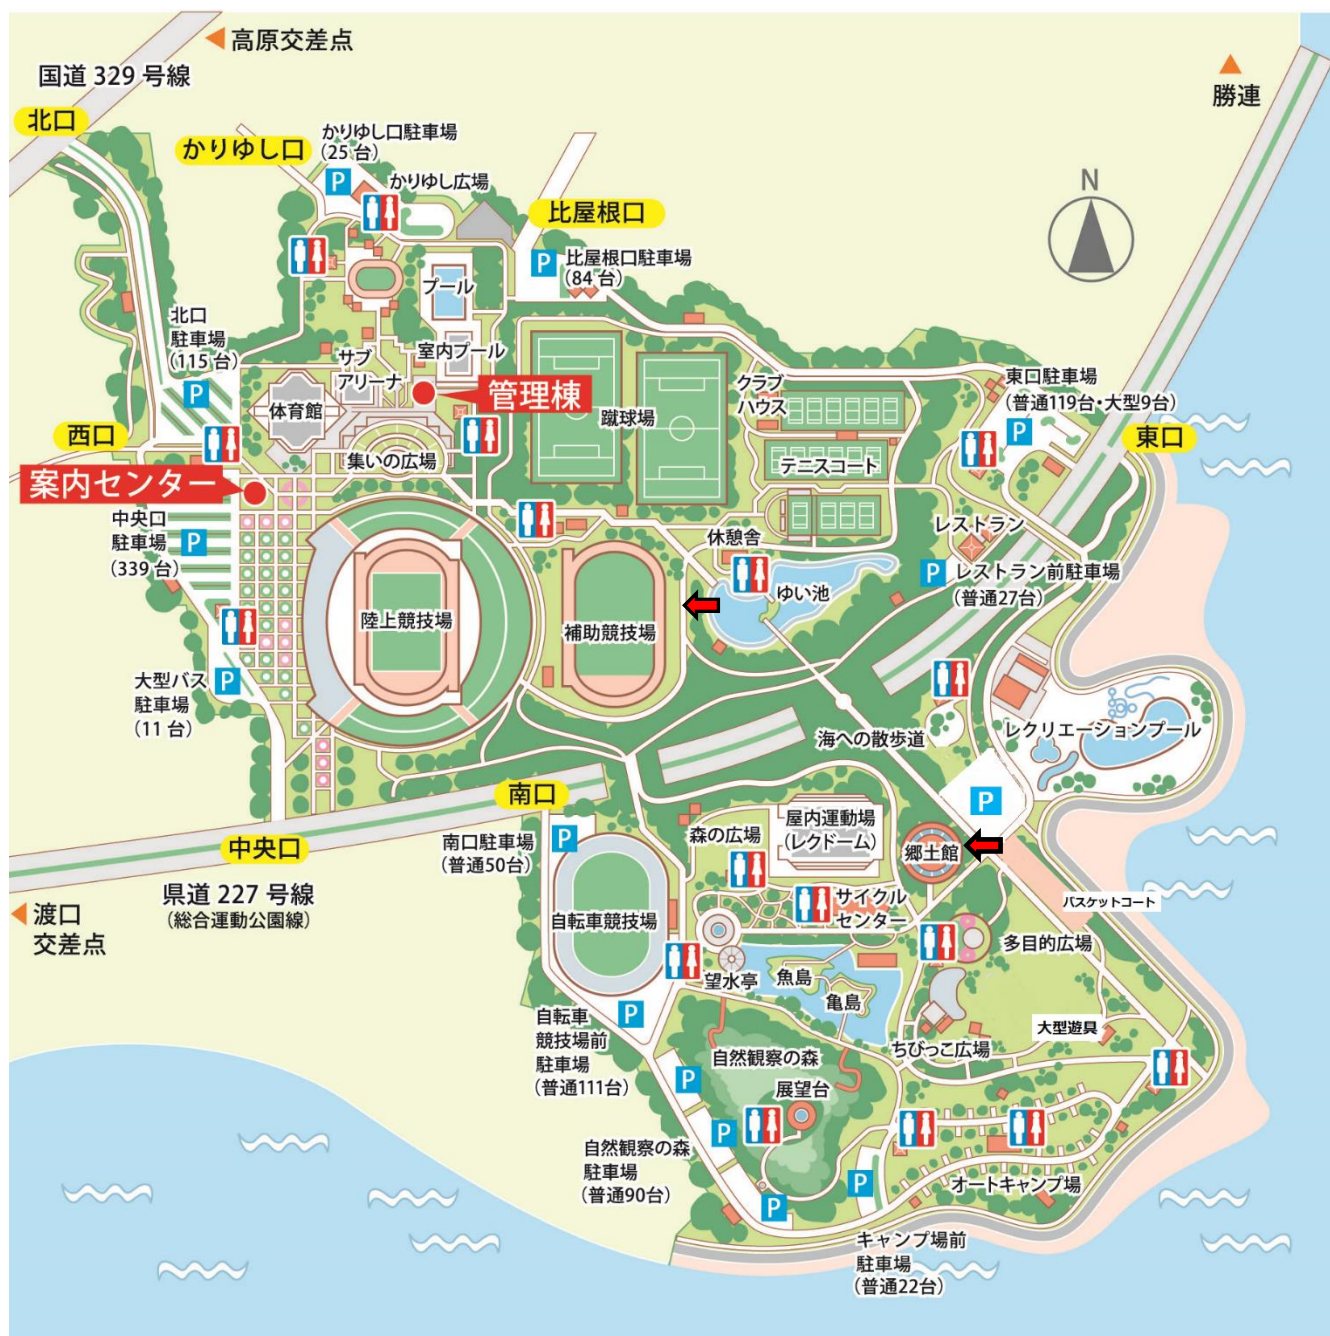 高原交差点
国道 329 号線
勝連
北口
かりゆし口駐車場
(25 台)
かりゆし口
P
かりゆし広場
N
比屋根口
P
比屋根口駐車場
(84 台)
プール
北口
駐車場
(115 台)
P
サブ
アリーナ
室内プール
管理棟
体育館
蹴球場
クラブ
ハウス
東口駐車場
(普通119台・大型9台)
P
東口
西口
集いの広場
テニスコート
案内センター
中央口
駐車場
(339 台)
P
休憩舎
レストラン
P
レストラン前駐車場
(普通27台)
ゆい池
陸上競技場
補助競技場
大型バス
駐車場
(11 台)
P
海への散歩道
レクリエーションプール
P
南口
中央口
県道 227 号線
(総合運動公園線)
渡口
交差点
南口駐車場
(普通50台)
P
森の広場
屋内運動場
(レクドーム)
郷土館
サイクル
センター
バスケットコート
自転車競技場
多目的広場
望水亭
魚島
亀島
自転車
競技場前
駐車場
(普通111台)
P
大型遊具
ちびっこ広場
自然観察の森
展望台
P
P
自然観察の森
駐車場
(普通90台)
P
P
オートキャンプ場
キャンプ場前
駐車場
(普通22台)